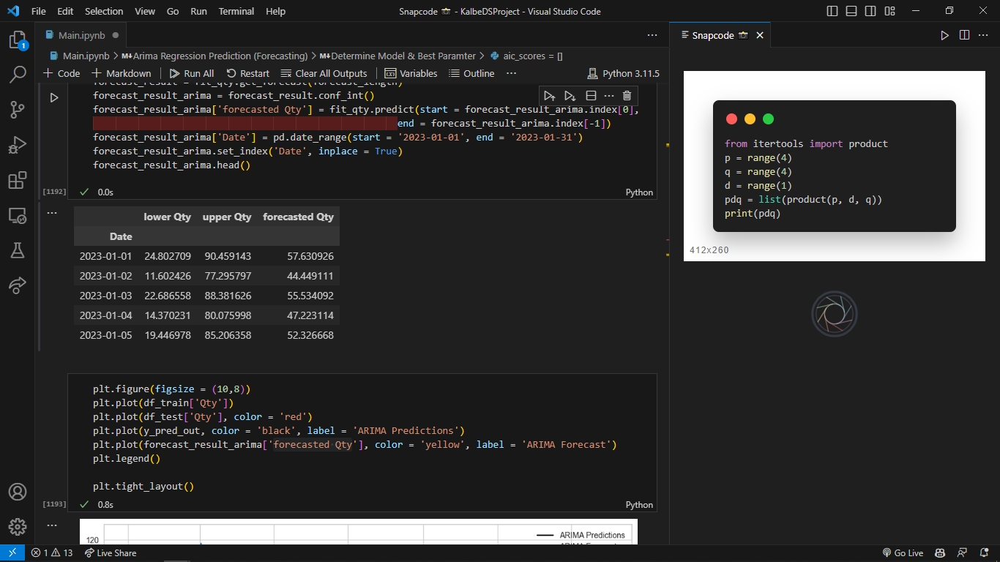 File Edit Selection View Go Run Terminal Help
Snapcode 📸 - KalbeDSProject - Visual Studio Code
1
Main.ipynb
Main.ipynb > Arima Regression Prediction (Forecasting) > Determine Model & Best Paramter > aic_scores = []
Code Markdown Run All Restart Clear All Outputs Variables Outline ... Python 3.11.5
forecast_result = fit_qty.get_forecast(forecast_length)
forecast_result_arima = forecast_result.conf_int()
forecast_result_arima['forecasted Qty'] = fit_qty.predict(start = forecast_result_arima.index[0],
end = forecast_result_arima.index[-1])
forecast_result_arima['Date'] = pd.date_range(start = '2023-01-01', end = '2023-01-31')
forecast_result_arima.set_index('Date', inplace = True)
forecast_result_arima.head()
[1192] 0.0s Python
lower Qty upper Qty forecasted Qty
Date
2023-01-01 24.802709 90.459143 57.630926
2023-01-02 11.602426 77.295797 44.449111
2023-01-03 22.686558 88.381626 55.534092
2023-01-04 14.370231 80.075998 47.223114
2023-01-05 19.446978 85.206358 52.326668
plt.figure(figsize = (10,8))
plt.plot(df_train['Qty'])
plt.plot(df_test['Qty'], color = 'red')
plt.plot(y_pred_out, color = 'black', label = 'ARIMA Predictions')
plt.plot(forecast_result_arima['forecasted Qty'], color = 'yellow', label = 'ARIMA Forecast')
plt.legend()
plt.tight_layout()
[1193] 0.8s Python
120
ARIMA Predictions
Snapcode 📸
from itertools import product
p = range(4)
q = range(4)
d = range(1)
pdq = list(product(p, d, q))
print(pdq)
412x260
1 13 Live Share Go Live